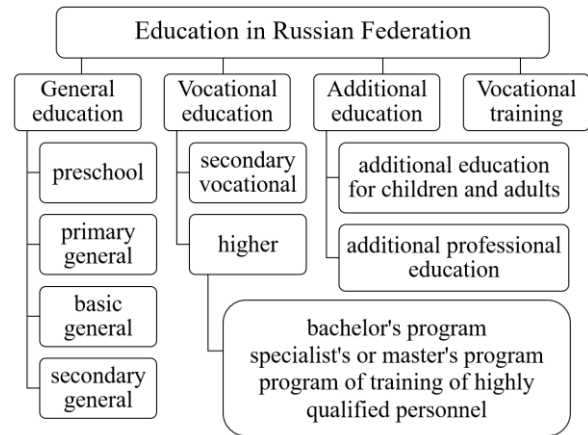 Education in Russian Federation
General
education
Vocational
education
Additional
education
Vocational
training
preschool
primary
general
basic
general
secondary
general
secondary
vocational
higher
bachelor's program
specialist's or master's program
program of training of highly
qualified personnel
additional education
for children and adults
additional professional
education